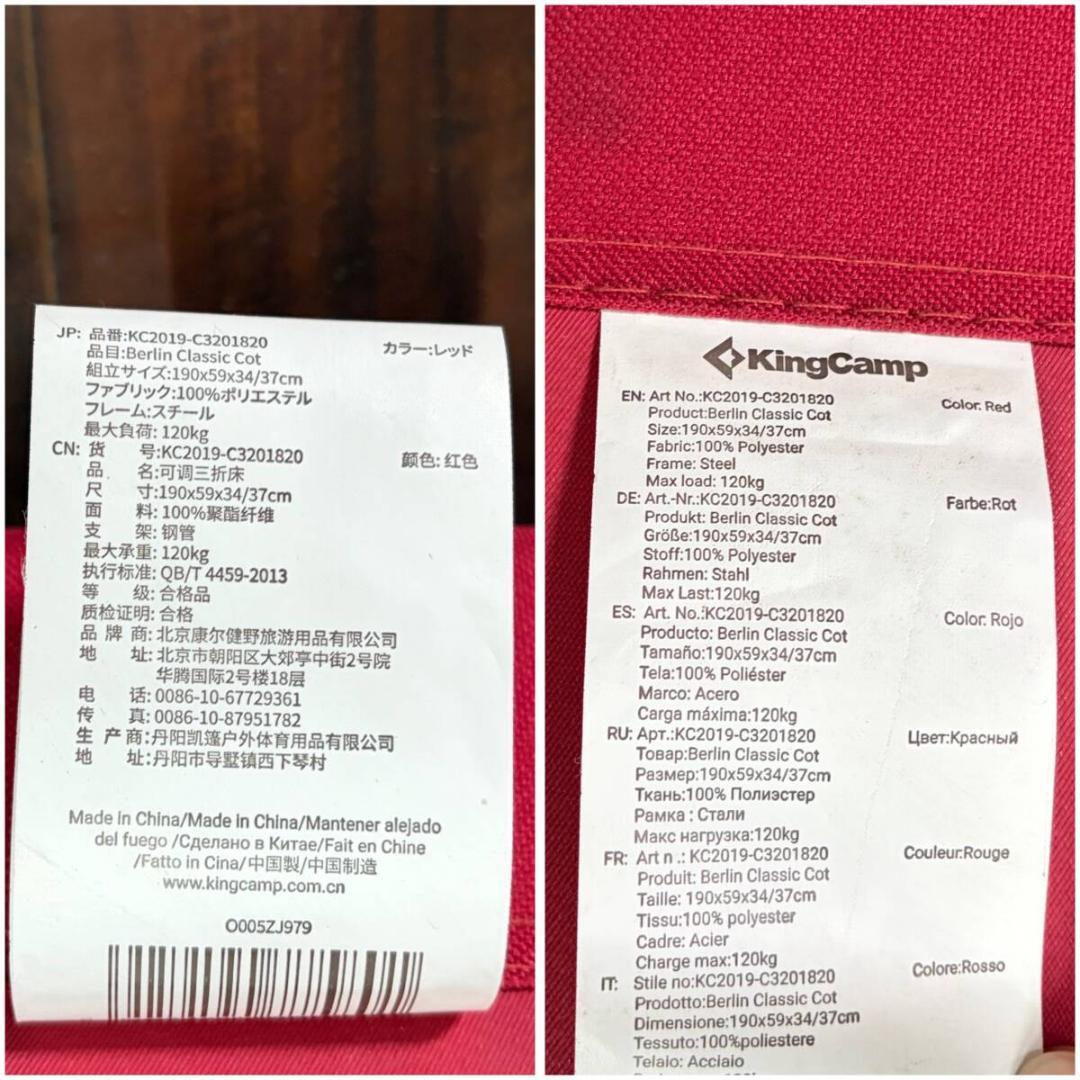 JP: 品番:KC2019-C3201820 カラー:レッド
品目:Berlin Classic Cot
組立サイズ:190x59x34/37cm
ファブリック:100%ポリエステル
フレーム:スチール
最大負荷: 120kg
CN: 货 号:KC2019-C3201820 颜色: 红色
品 名:可调三折床
尺 寸:190x59x34/37cm
面 料: 100%聚酯纤维
支 架: 钢管
最大承重: 120kg
执行标准: QB/T 4459-2013
等 级: 合格品
质检证明: 合格
品 牌 商: 北京康尔健野旅游用品有限公司
地 址: 北京市朝阳区大郊亭中街2号院
华腾国际2号楼18层
电 话: 0086-10-67729361
传 真: 0086-10-87951782
生 产 商:丹阳凯篷户外体育用品有限公司
地 址:丹阳市导墅镇西下琴村
Made in China/Made in China/Mantener alejado
del fuego /Сделано в Китае/Fait en Chine
/Fatto in Cina/中国製/中国制造
www.kingcamp.com.cn
O005ZJ979
KingCamp
EN: Art No.:KC2019-C3201820 Color: Red
Product:Berlin Classic Cot
Size:190x59x34/37cm
Fabric:100% Polyester
Frame: Steel
Max load: 120kg
DE: Art.-Nr.:KC2019-C3201820 Farbe:Rot
Produkt: Berlin Classic Cot
Größe:190x59x34/37cm
Stoff:100% Polyester
Rahmen: Stahl
Max Last:120kg
ES: Art. No.:KC2019-C3201820 Color: Rojo
Producto: Berlin Classic Cot
Tamaño:190x59x34/37cm
Tela:100% Poliéster
Marco: Acero
Carga máxima:120kg
RU: Арт.:KC2019-C3201820 Цвет:Красный
Товар:Berlin Classic Cot
Размер:190x59x34/37cm
Ткань:100% Полиэстер
Рамка : Стали
Макс нагрузка:120kg
FR: Art n .: KC2019-C3201820 Couleur:Rouge
Produit: Berlin Classic Cot
Taille: 190x59x34/37cm
Tissu:100% polyester
Cadre: Acier
Charge max:120kg
IT: Stile no:KC2019-C3201820 Colore:Rosso
Prodotto:Berlin Classic Cot
Dimensione:190x59x34/37cm
Tessuto:100%poliestere
Telaio: Acciaio